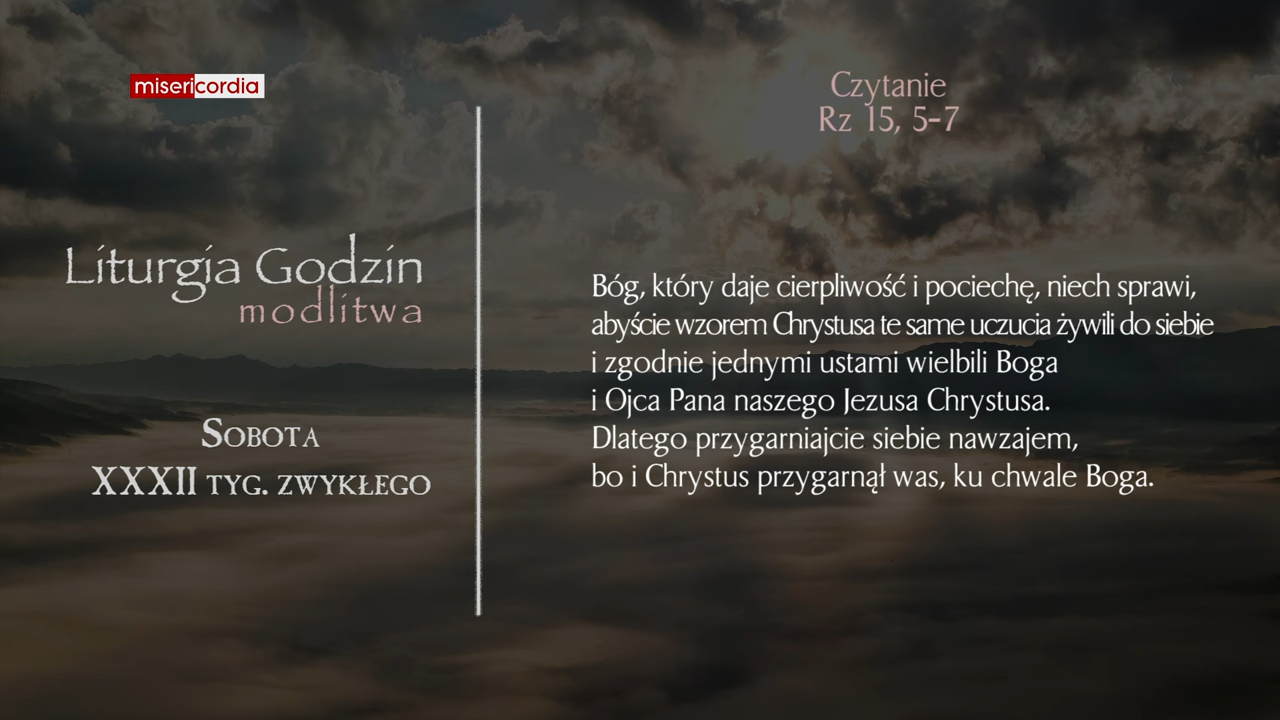 misericordia
Liturgia Godzin
modlitwa
Sobota
XXXII tyg. zwykłego
Czytanie
Rz 15, 5-7
Bóg, który daje cierpliwość i pociechę, niech sprawi,
abyście wzorem Chrystusa te same uczucia żywili do siebie
i zgodnie jednymi ustami wielbili Boga
i Ojca Pana naszego Jezusa Chrystusa.
Dlatego przygarniajcie siebie nawzajem,
bo i Chrystus przygarnął was, ku chwale Boga.